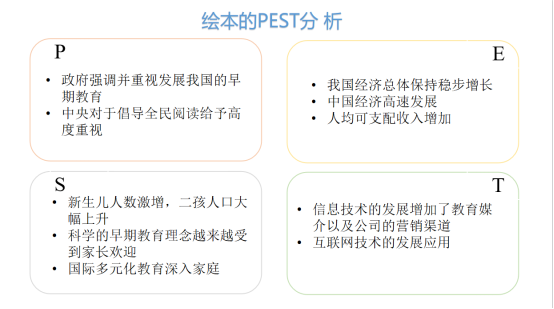 绘本的PEST分 析
P
• 政府强调并重视发展我国的早
期教育
• 中央对于倡导全民阅读给予高
度重视
E
• 我国经济总体保持稳步增长
• 中国经济高速发展
• 人均可支配收入增加
S
• 新生儿人数激增，二孩人口大
幅上升
• 科学的早期教育理念越来越受
到家长欢迎
• 国际多元化教育深入家庭
T
• 信息技术的发展增加了教育媒
介以及公司的营销渠道
• 互联网技术的发展应用